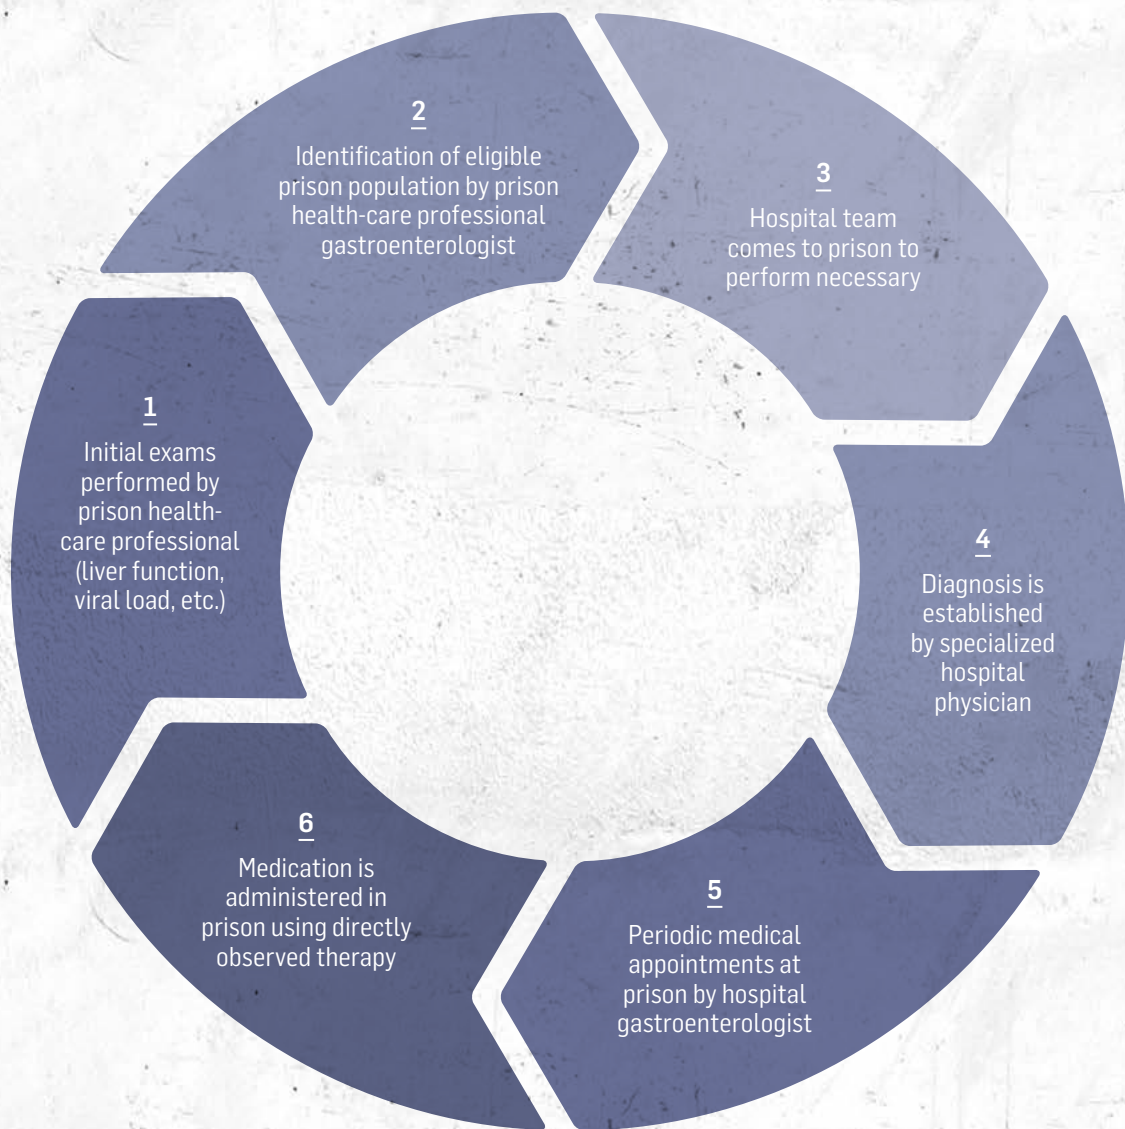 1
Initial exams
performed by
prison health-
care professional
(liver function,
viral load, etc.)
2
Identification of eligible
prison population by prison
health-care professional
gastroenterologist
3
Hospital team
comes to prison to
perform necessary
4
Diagnosis is
established
by specialized
hospital
physician
5
Periodic medical
appointments at
prison by hospital
gastroenterologist
6
Medication is
administered in
prison using directly
observed therapy